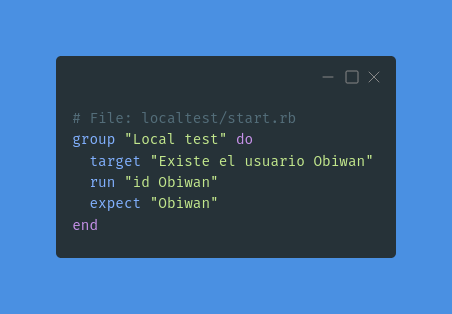 # File: localtest/start.rb
group "Local test" do
  target "Existe el usuario Obiwan"
  run "id Obiwan"
  expect "Obiwan"
end